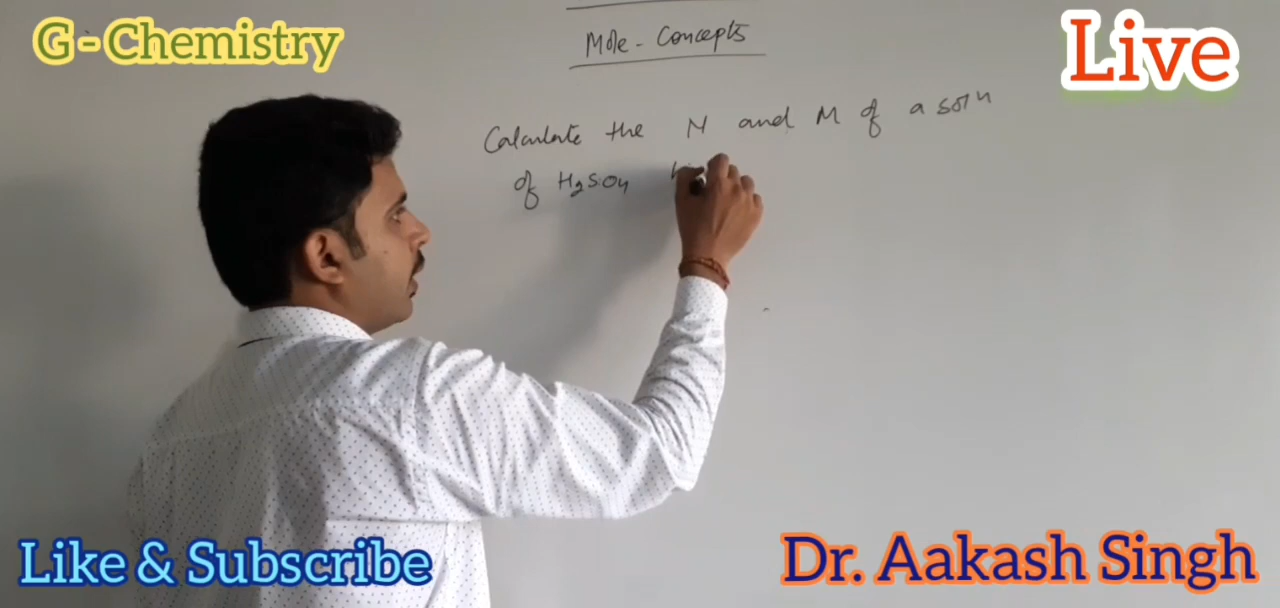 G - Chemistry
Live
Mole - Concepts
Calculate the N and M of a soln
of H2SO4
Like & Subscribe
Dr. Aakash Singh